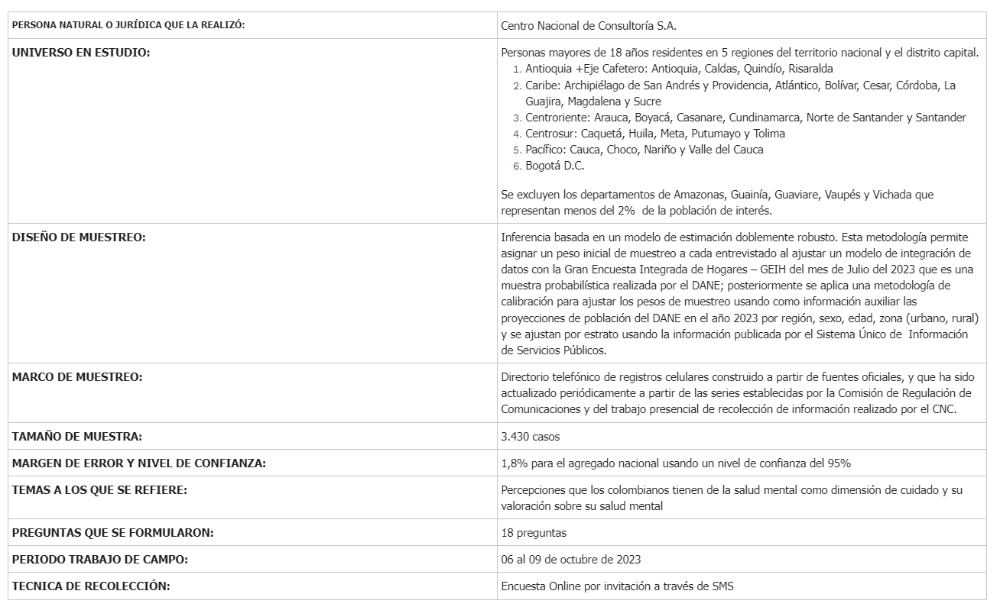 PERSONA NATURAL O JURÍDICA QUE LA REALIZÓ:
Centro Nacional de Consultoría S.A.
UNIVERSO EN ESTUDIO:
Personas mayores de 18 años residentes en 5 regiones del territorio nacional y el distrito capital.
1. Antioquia +Eje Cafetero: Antioquia, Caldas, Quindío, Risaralda
2. Caribe: Archipiélago de San Andrés y Providencia, Atlántico, Bolívar, Cesar, Córdoba, La
Guajira, Magdalena y Sucre
3. Centroriente: Arauca, Boyacá, Casanare, Cundinamarca, Norte de Santander y Santander
4. Centrosur: Caquetá, Huila, Meta, Putumayo y Tolima
5. Pacífico: Cauca, Choco, Nariño y Valle del Cauca
6. Bogotá D.C.
Se excluyen los departamentos de Amazonas, Guainía, Guaviare, Vaupés y Vichada que
representan menos del 2% de la población de interés.
DISEÑO DE MUESTREO:
Inferencia basada en un modelo de estimación doblemente robusto. Esta metodología permite
asignar un peso inicial de muestreo a cada entrevistado al ajustar un modelo de integración de
datos con la Gran Encuesta Integrada de Hogares – GEIH del mes de Julio del 2023 que es una
muestra probabilística realizada por el DANE; posteriormente se aplica una metodología de
calibración para ajustar los pesos de muestreo usando como información auxiliar las
proyecciones de población del DANE en el año 2023 por región, sexo, edad, zona (urbano, rural)
y se ajustan por estrato usando la información publicada por el Sistema Único de Información
de Servicios Públicos.
MARCO DE MUESTREO:
Directorio telefónico de registros celulares construido a partir de fuentes oficiales, y que ha sido
actualizado periódicamente a partir de las series establecidas por la Comisión de Regulación de
Comunicaciones y del trabajo presencial de recolección de información realizado por el CNC.
TAMAÑO DE MUESTRA:
3.430 casos
MARGEN DE ERROR Y NIVEL DE CONFIANZA:
1,8% para el agregado nacional usando un nivel de confianza del 95%
TEMAS A LOS QUE SE REFIERE:
Percepciones que los colombianos tienen de la salud mental como dimensión de cuidado y su
valoración sobre su salud mental
PREGUNTAS QUE SE FORMULARON:
18 preguntas
PERIODO TRABAJO DE CAMPO:
06 al 09 de octubre de 2023
TECNICA DE RECOLECCIÓN:
Encuesta Online por invitación a través de SMS